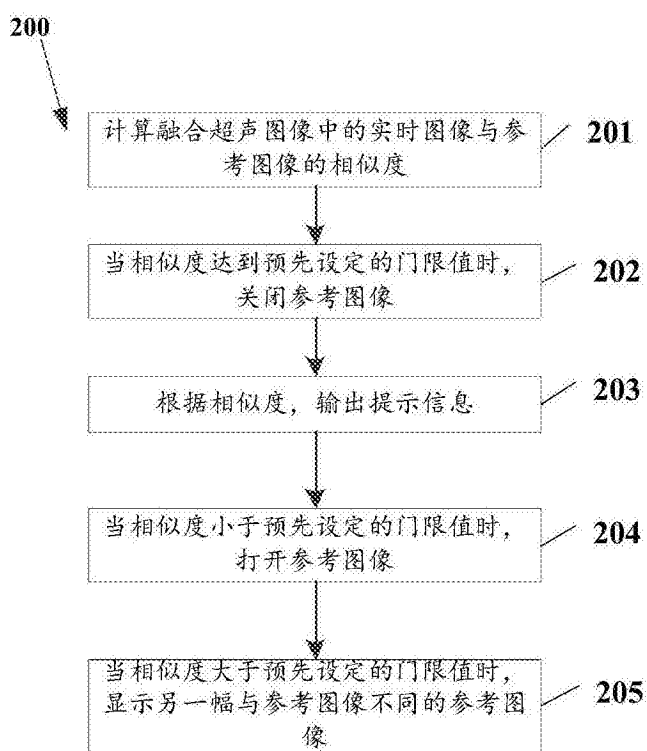 200
计算融合超声图像中的实时图像与参
考图像的相似度
201
当相似度达到预先设定的门限值时，
关闭参考图像
202
根据相似度，输出提示信息
203
当相似度小于预先设定的门限值时，
打开参考图像
204
当相似度大于预先设定的门限值时，
显示另一幅与参考图像不同的参考图
像
205